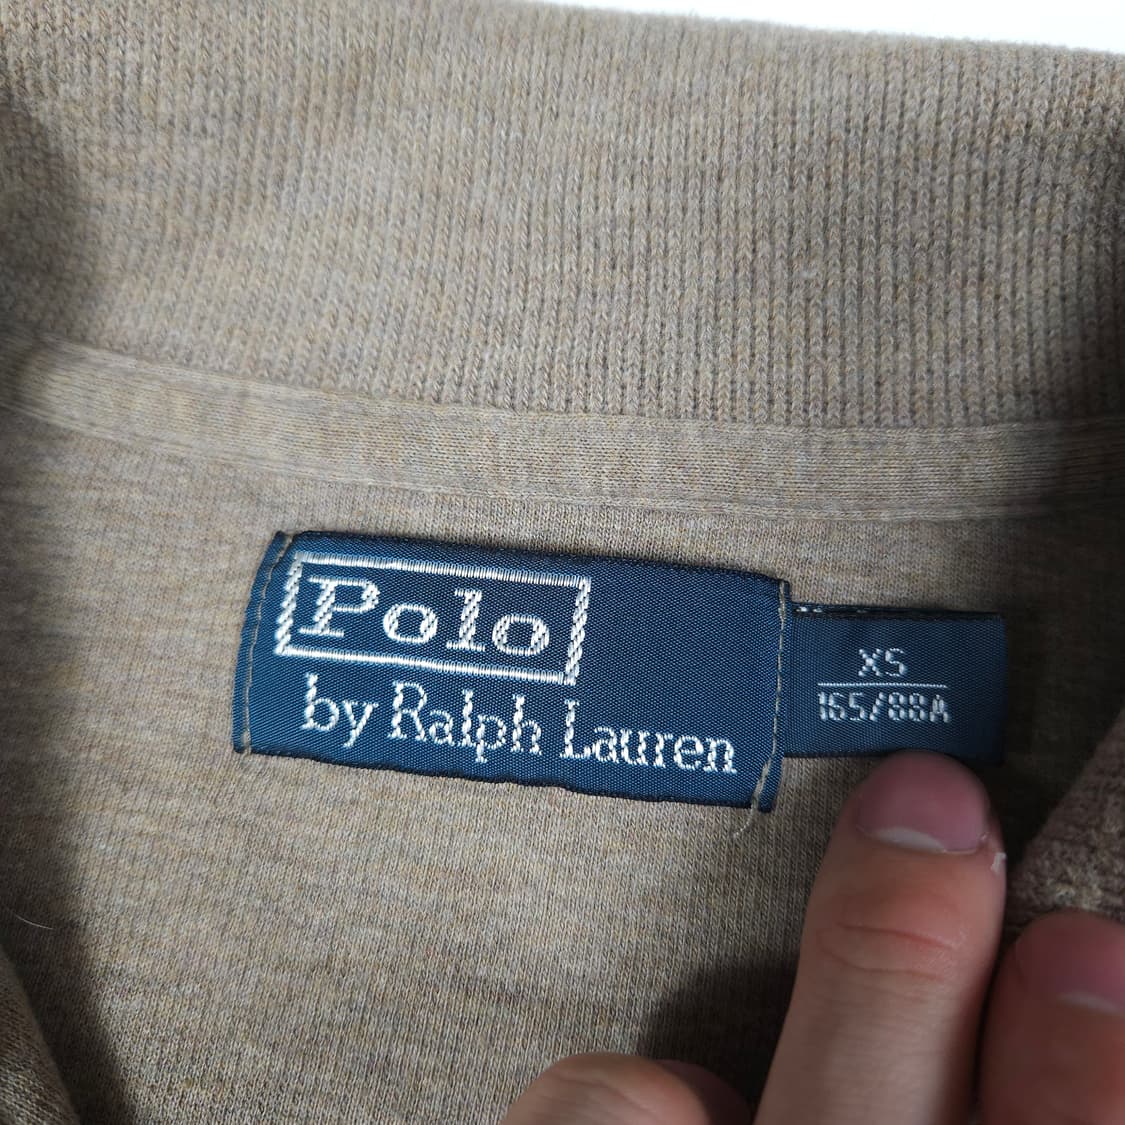 Polo
by Ralph Lauren
XS
165/88A